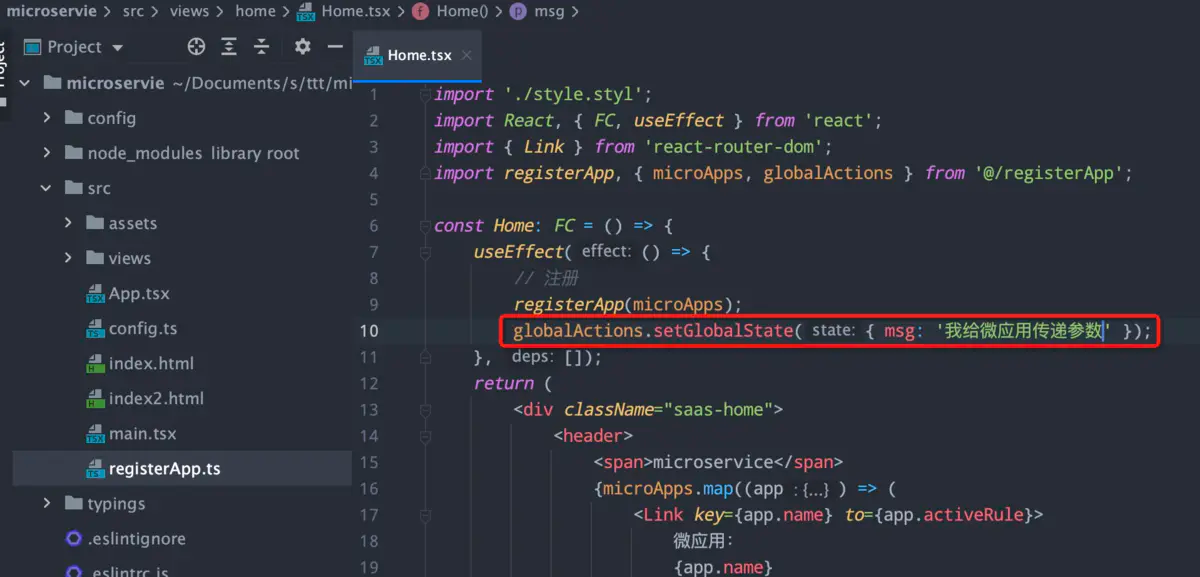 microservie > src > views > home > Home.tsx > Home() > msg >
Project
Home.tsx
microservie ~/Documents/s/ttt/mi
config
node_modules library root
src
assets
views
App.tsx
config.ts
index.html
index2.html
main.tsx
registerApp.ts
typings
.eslintignore
.eslintrc.js
1 import './style.styl';
2 import React, { FC, useEffect } from 'react';
3 import { Link } from 'react-router-dom';
4 import registerApp, { microApps, globalActions } from '@/registerApp';
5
6 const Home: FC = () => {
7 useEffect( effect: () => {
8 // 注册
9 registerApp(microApps);
10 globalActions.setGlobalState( state: { msg: '我给微应用传递参数' });
11 }, deps: []);
12 return (
13 <div className="saas-home">
14 <header>
15 <span>microservice</span>
16 {microApps.map((app :{...} ) => (
17 <Link key={app.name} to={app.activeRule}>
18 微应用:
19 {app.name}